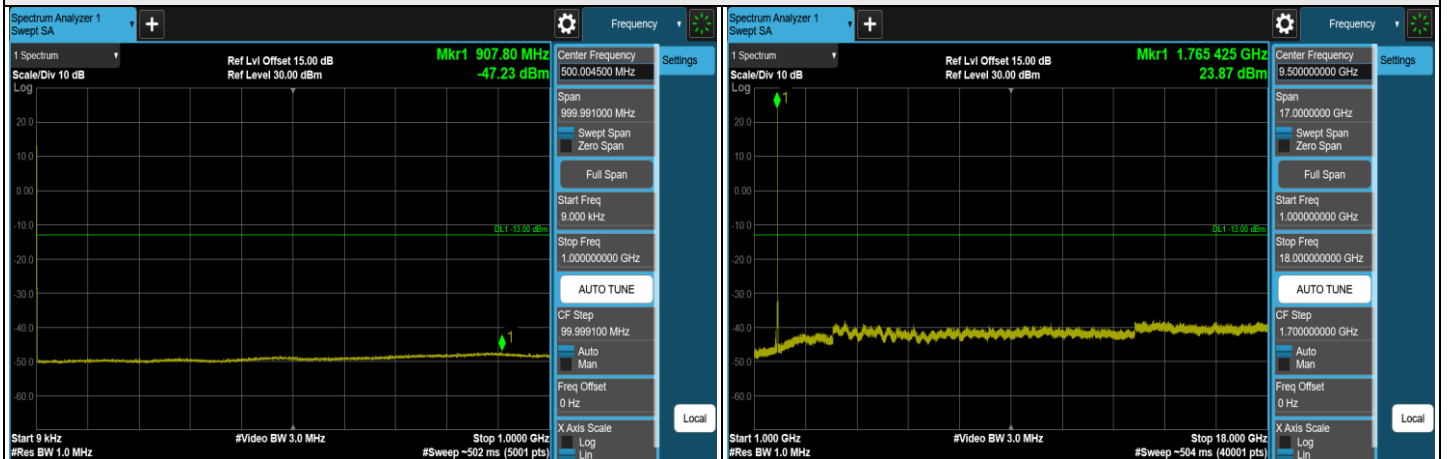 Spectrum Analyzer 1
Swept SA
+
Frequency
1 Spectrum
Scale/Div 10 dB
Log
Ref Lvl Offset 15.00 dB
Ref Level 30.00 dBm
Mkr1 907.80 MHz
-47.23 dBm
20.0
10.0
0.00
-10.0
-20.0
-30.0
-40.0
-50.0
-60.0
DL1 -13.00 dBm
1
Start 9 kHz
#Res BW 1.0 MHz
#Video BW 3.0 MHz
Stop 1.0000 GHz
#Sweep ~502 ms (5001 pts)
Center Frequency
500.004500 MHz
Settings
Span
999.991000 MHz
Swept Span
Zero Span
Full Span
Start Freq
9.000 kHz
Stop Freq
1.000000000 GHz
AUTO TUNE
CF Step
99.999100 MHz
Auto
Man
Freq Offset
0 Hz
X Axis Scale
Log
Lin
Local
Spectrum Analyzer 1
Swept SA
+
Frequency
1 Spectrum
Scale/Div 10 dB
Log
Ref Lvl Offset 15.00 dB
Ref Level 30.00 dBm
Mkr1 1.765 425 GHz
23.87 dBm
1
20.0
10.0
0.00
-10.0
-20.0
-30.0
-40.0
-50.0
-60.0
DL1 -13.00 dBm
Start 1.000 GHz
#Res BW 1.0 MHz
#Video BW 3.0 MHz
Stop 18.000 GHz
#Sweep ~504 ms (40001 pts)
Center Frequency
9.500000000 GHz
Settings
Span
17.0000000 GHz
Swept Span
Zero Span
Full Span
Start Freq
1.000000000 GHz
Stop Freq
18.000000000 GHz
AUTO TUNE
CF Step
1.700000000 GHz
Auto
Man
Freq Offset
0 Hz
X Axis Scale
Log
Lin
Local